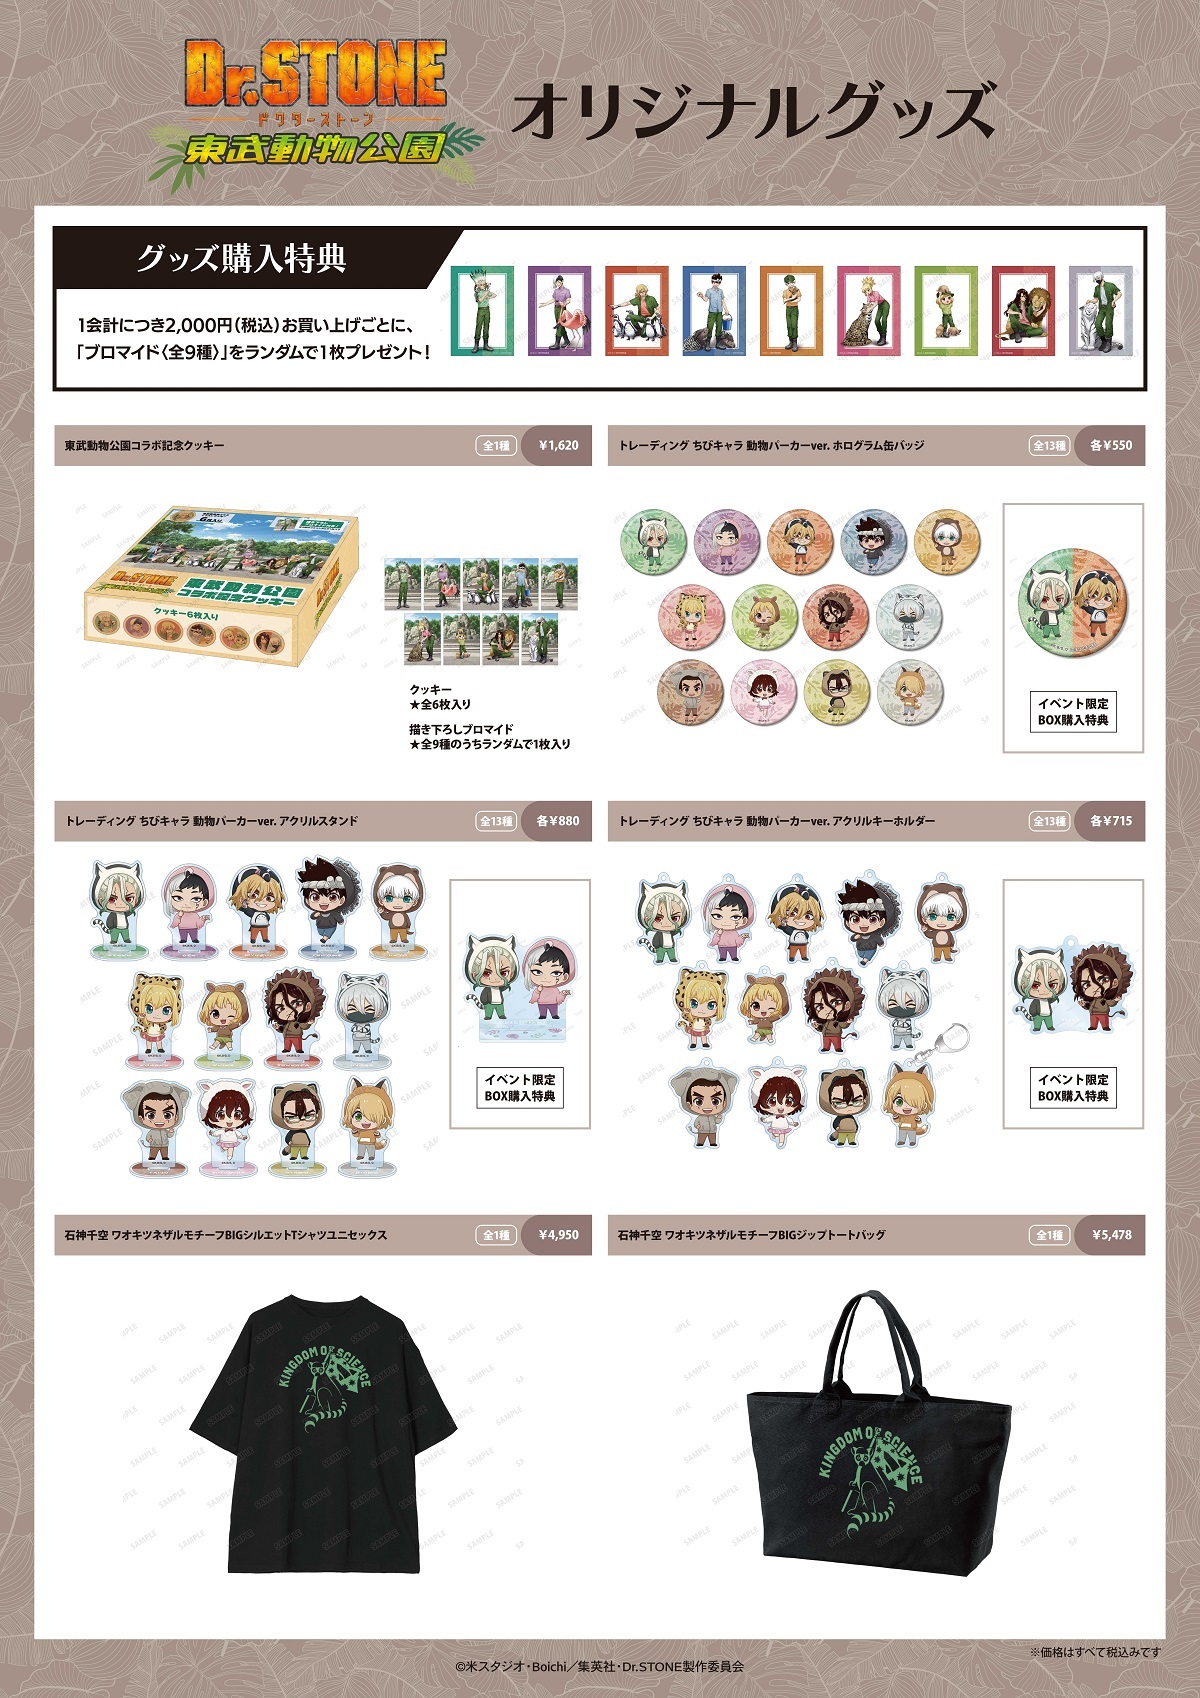 Dr.STONE
ドクターストーン
東武動物公園
オリジナルグッズ
グッズ購入特典
1会計につき2,000円(税込)お買い上げごとに、
「ブロマイド〈全9種〉」をランダムで1枚プレゼント!
東武動物公園コラボ記念クッキー 全1種 ¥1,620
Dr.STONE
東武動物公園
コラボ記念クッキー
クッキー6枚入り
クッキー
★全6枚入り
描き下ろしブロマイド
★全9種のうちランダムで1枚入り
トレーディング ちびキャラ 動物パーカーver. ホログラム缶バッジ 全13種 各¥550
イベント限定
BOX購入特典
トレーディング ちびキャラ 動物パーカーver. アクリルスタンド 全13種 各¥880
イベント限定
BOX購入特典
トレーディング ちびキャラ 動物パーカーver. アクリルキーホルダー 全13種 各¥715
イベント限定
BOX購入特典
石神千空 ワオキツネザルモチーフBIGシルエットTシャツユニセックス 全1種 ¥4,950
KINGDOM OF SCIENCE
石神千空 ワオキツネザルモチーフBIGジップトートバッグ 全1種 ¥5,478
KINGDOM OF SCIENCE
SAMPLE
※価格はすべて税込みです
©米スタジオ・Boichi／集英社・Dr.STONE製作委員会